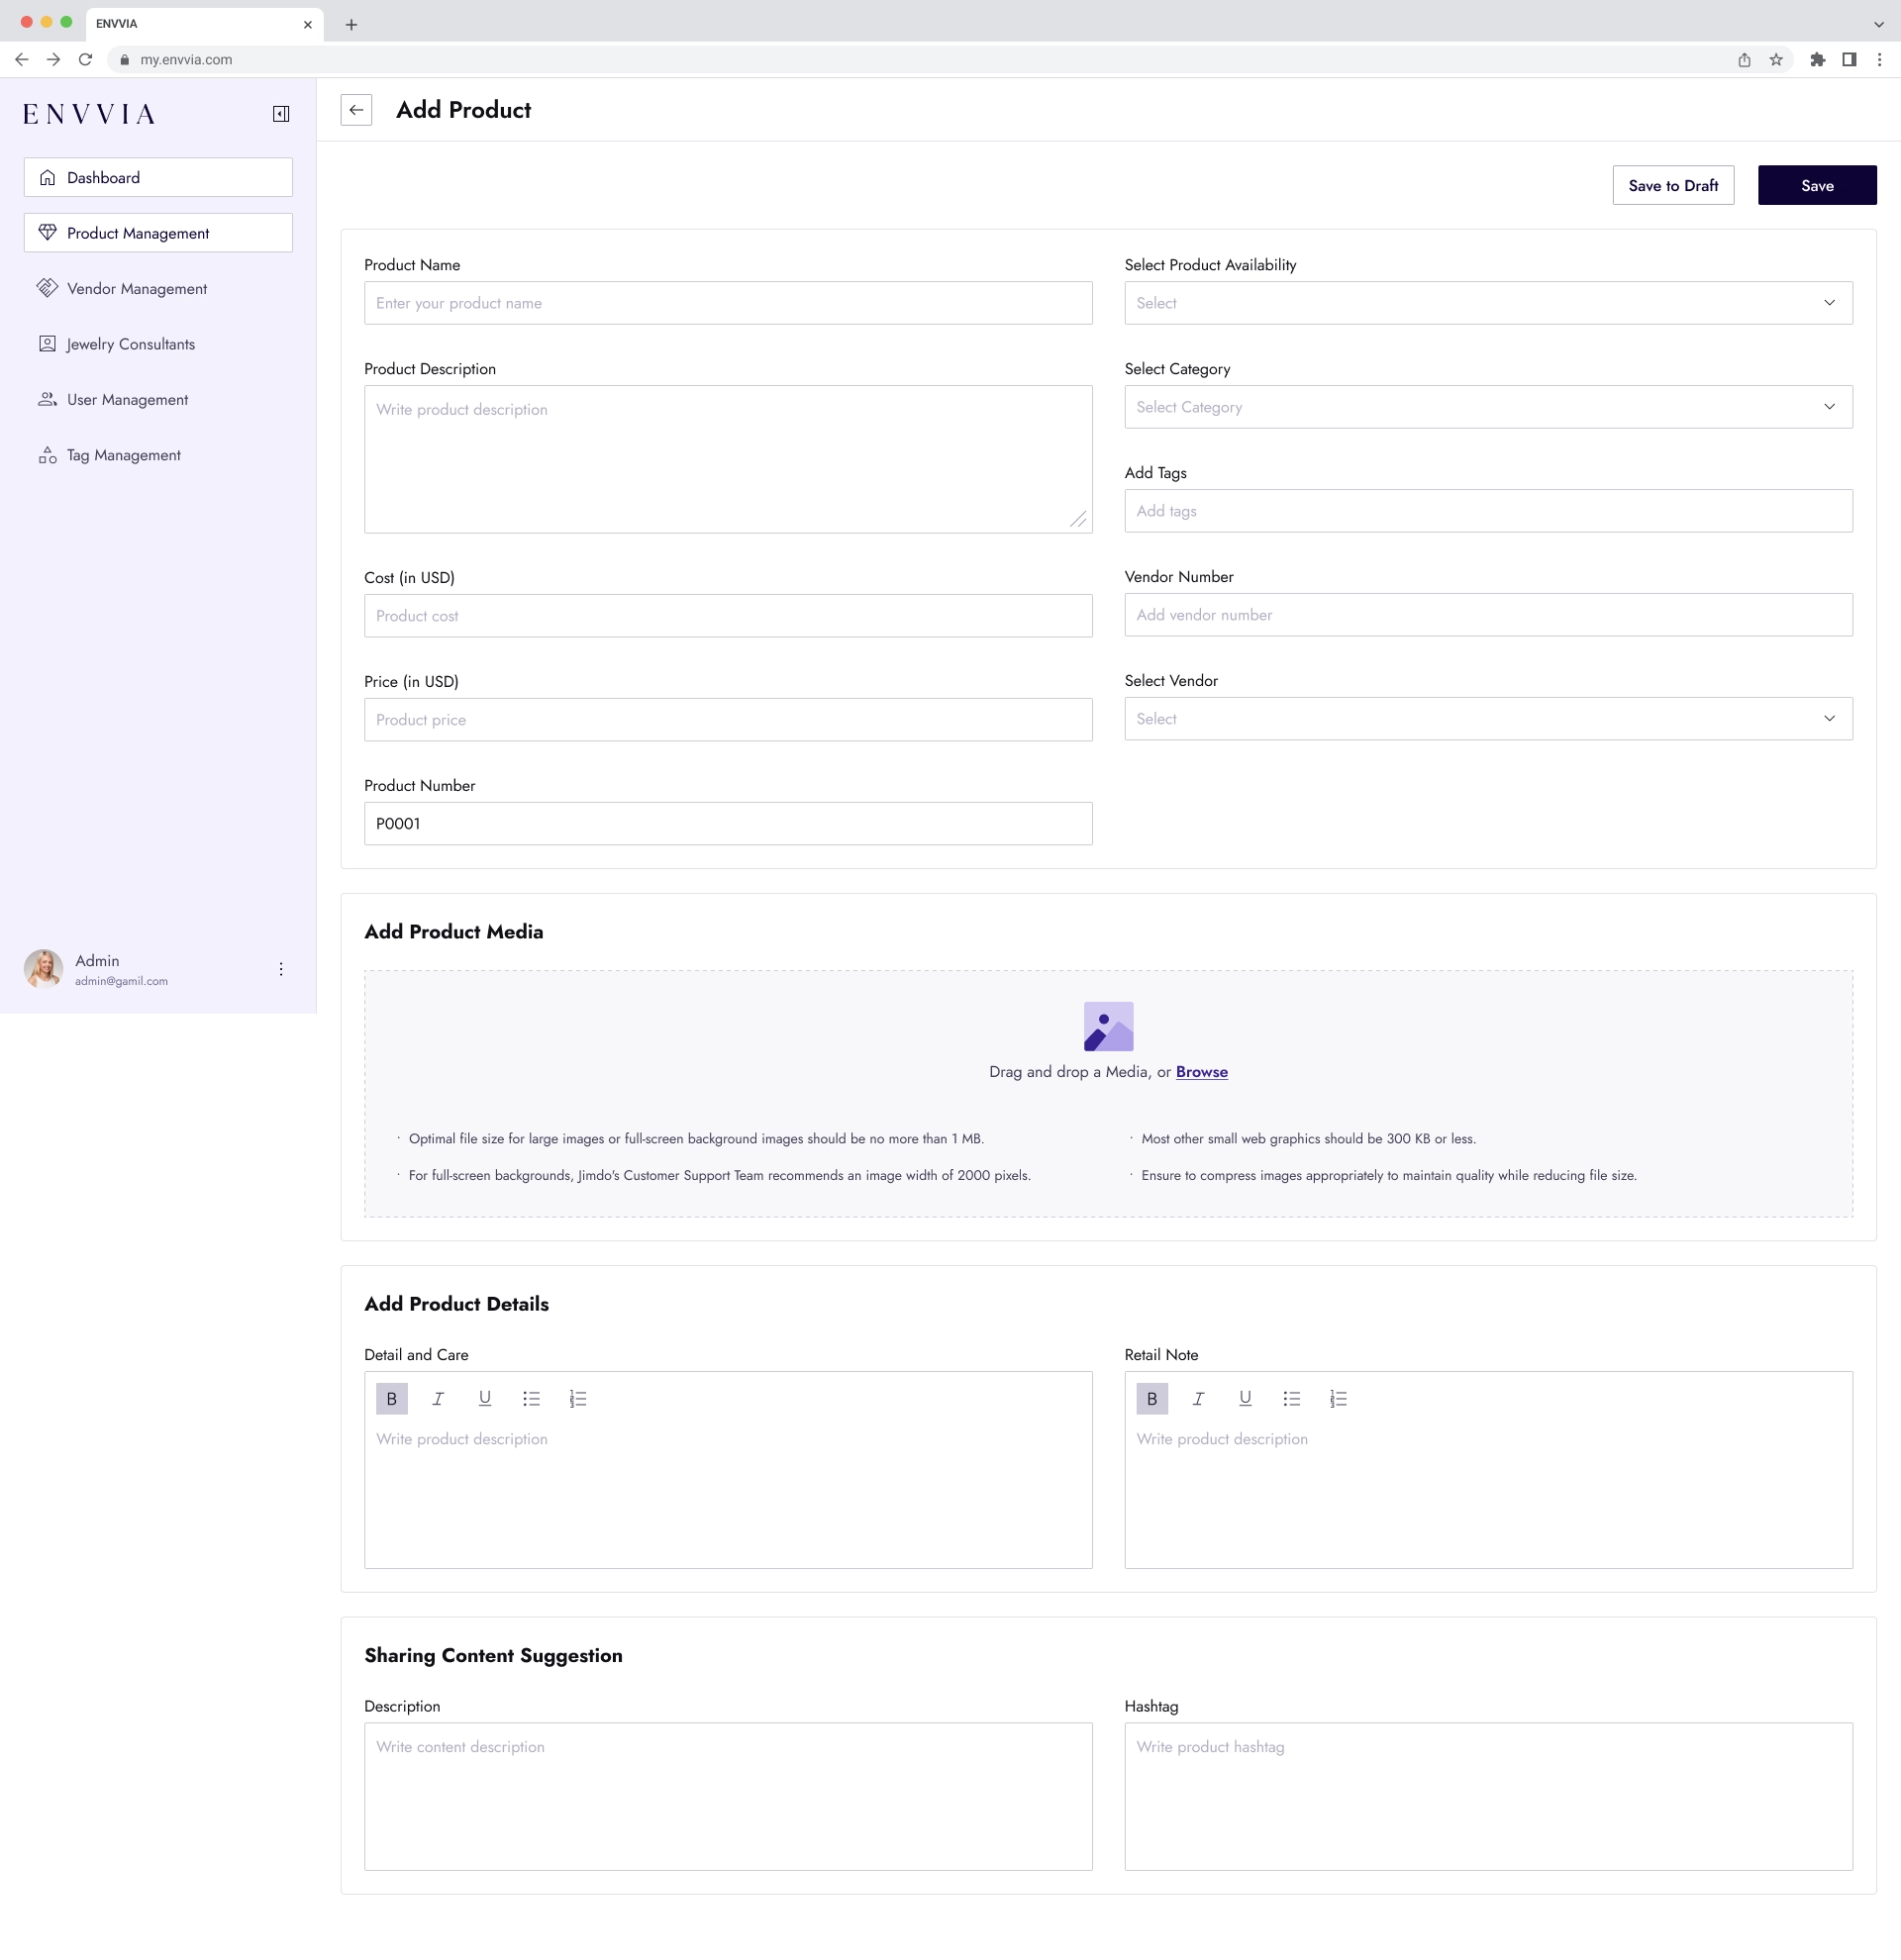 ENVVIA
my.envvia.com
ENVVIA
Dashboard
Product Management
Vendor Management
Jewelry Consultants
User Management
Tag Management
Admin
admin@gamil.com
Add Product
Save to Draft
Save
Product Name
Enter your product name
Product Description
Write product description
Cost (in USD)
Product cost
Price (in USD)
Product price
Product Number
P0001
Select Product Availability
Select
Select Category
Select Category
Add Tags
Add tags
Vendor Number
Add vendor number
Select Vendor
Select
Add Product Media
Drag and drop a Media, or Browse
· Optimal file size for large images or full-screen background images should be no more than 1 MB.
· For full-screen backgrounds, Jimdo's Customer Support Team recommends an image width of 2000 pixels.
· Most other small web graphics should be 300 KB or less.
· Ensure to compress images appropriately to maintain quality while reducing file size.
Add Product Details
Detail and Care
B I U
Write product description
Retail Note
B I U
Write product description
Sharing Content Suggestion
Description
Write content description
Hashtag
Write product hashtag